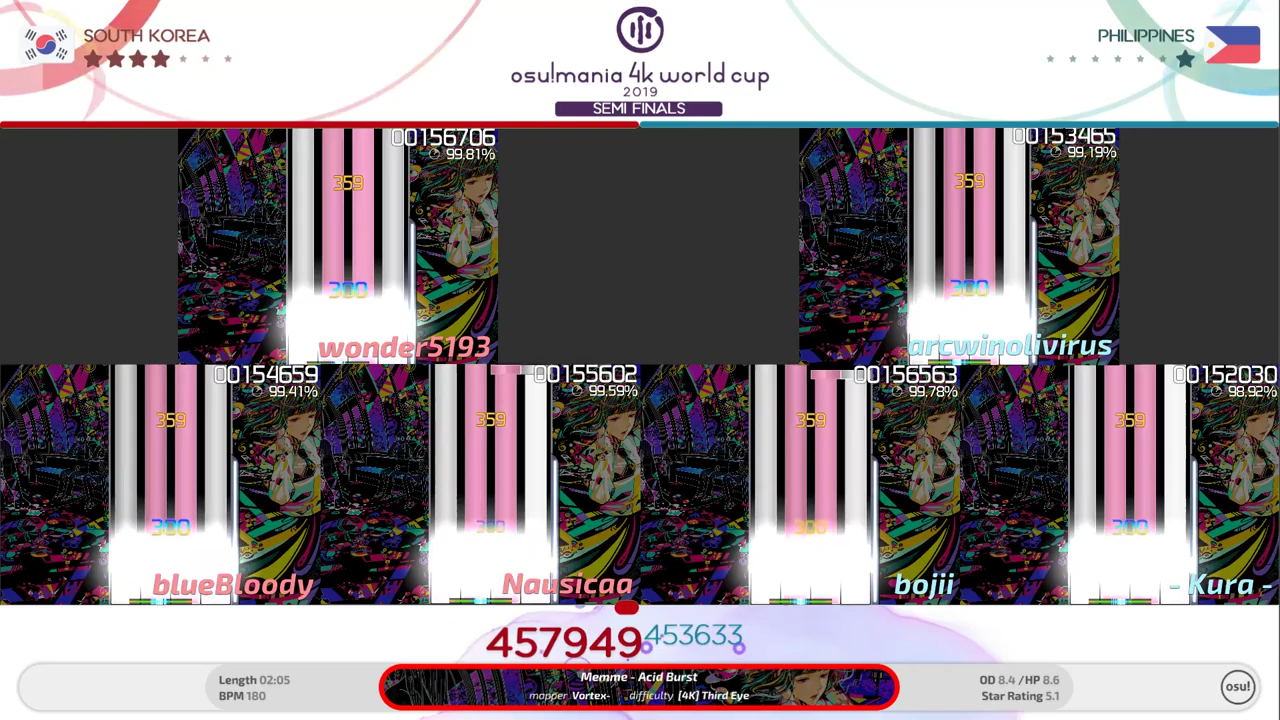 SOUTH KOREA
PHILIPPINES
osu!mania 4k world cup
2019
SEMI FINALS
00156706
99.81%
359
300
wonder5193
00153465
99.19%
359
300
arcwinolivirus
00154659
99.41%
359
300
blueBloody
00155602
99.59%
359
300
Nausicaa
00156563
99.78%
359
300
bojii
00152030
98.92%
359
300
- Kura -
457949
453633
Length 02:05
BPM 180
Memme - Acid Burst
mapper Vortex- difficulty [4K] Third Eye
OD 8.4 /HP 8.6
Star Rating 5.1
osu!